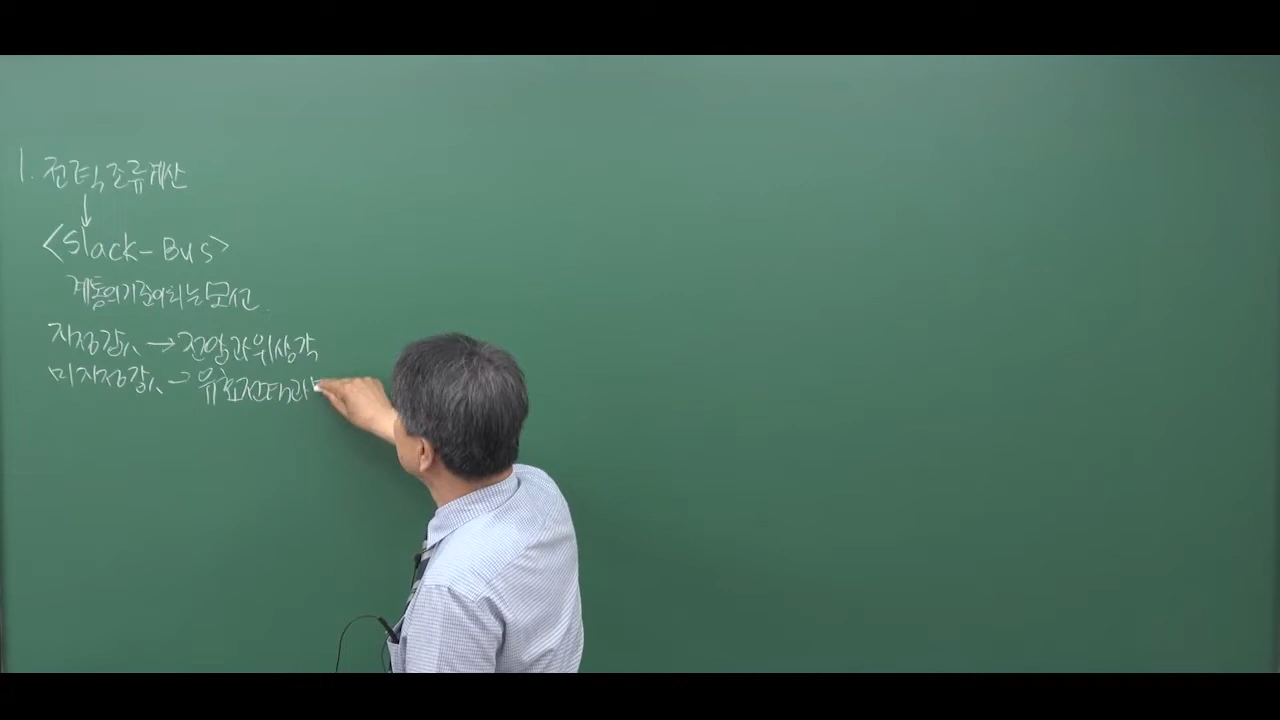 1. 전력조류계산
↓
<Slack-Bus>
계통의 기준이 되는 모선
지정값 → 전압과 위상각
미지정값 → 유효전력과